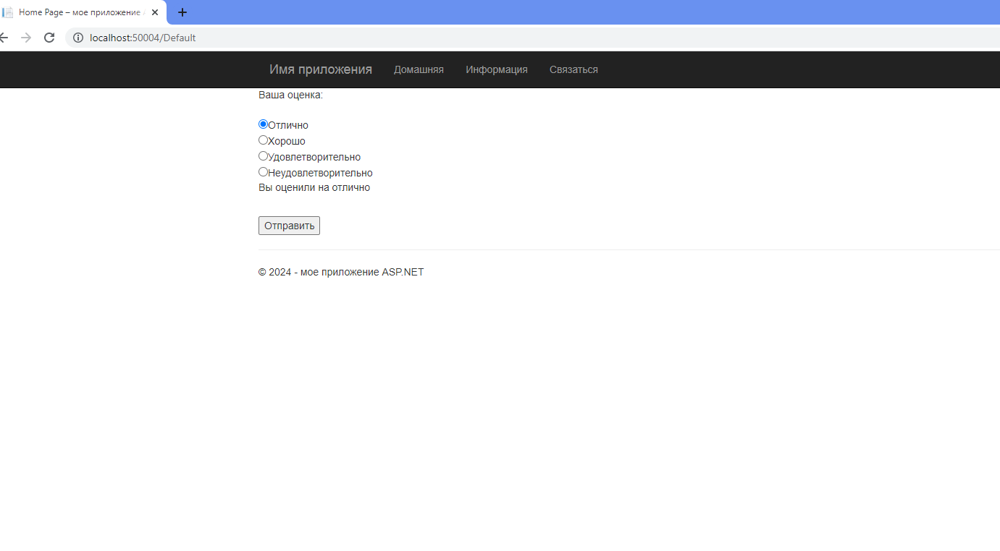 Home Page – мое приложение
localhost:50004/Default
Имя приложения Домашняя Информация Связаться
Ваша оценка:
Отлично
Хорошо
Удовлетворительно
Неудовлетворительно
Вы оценили на отлично
Отправить
© 2024 - мое приложение ASP.NET